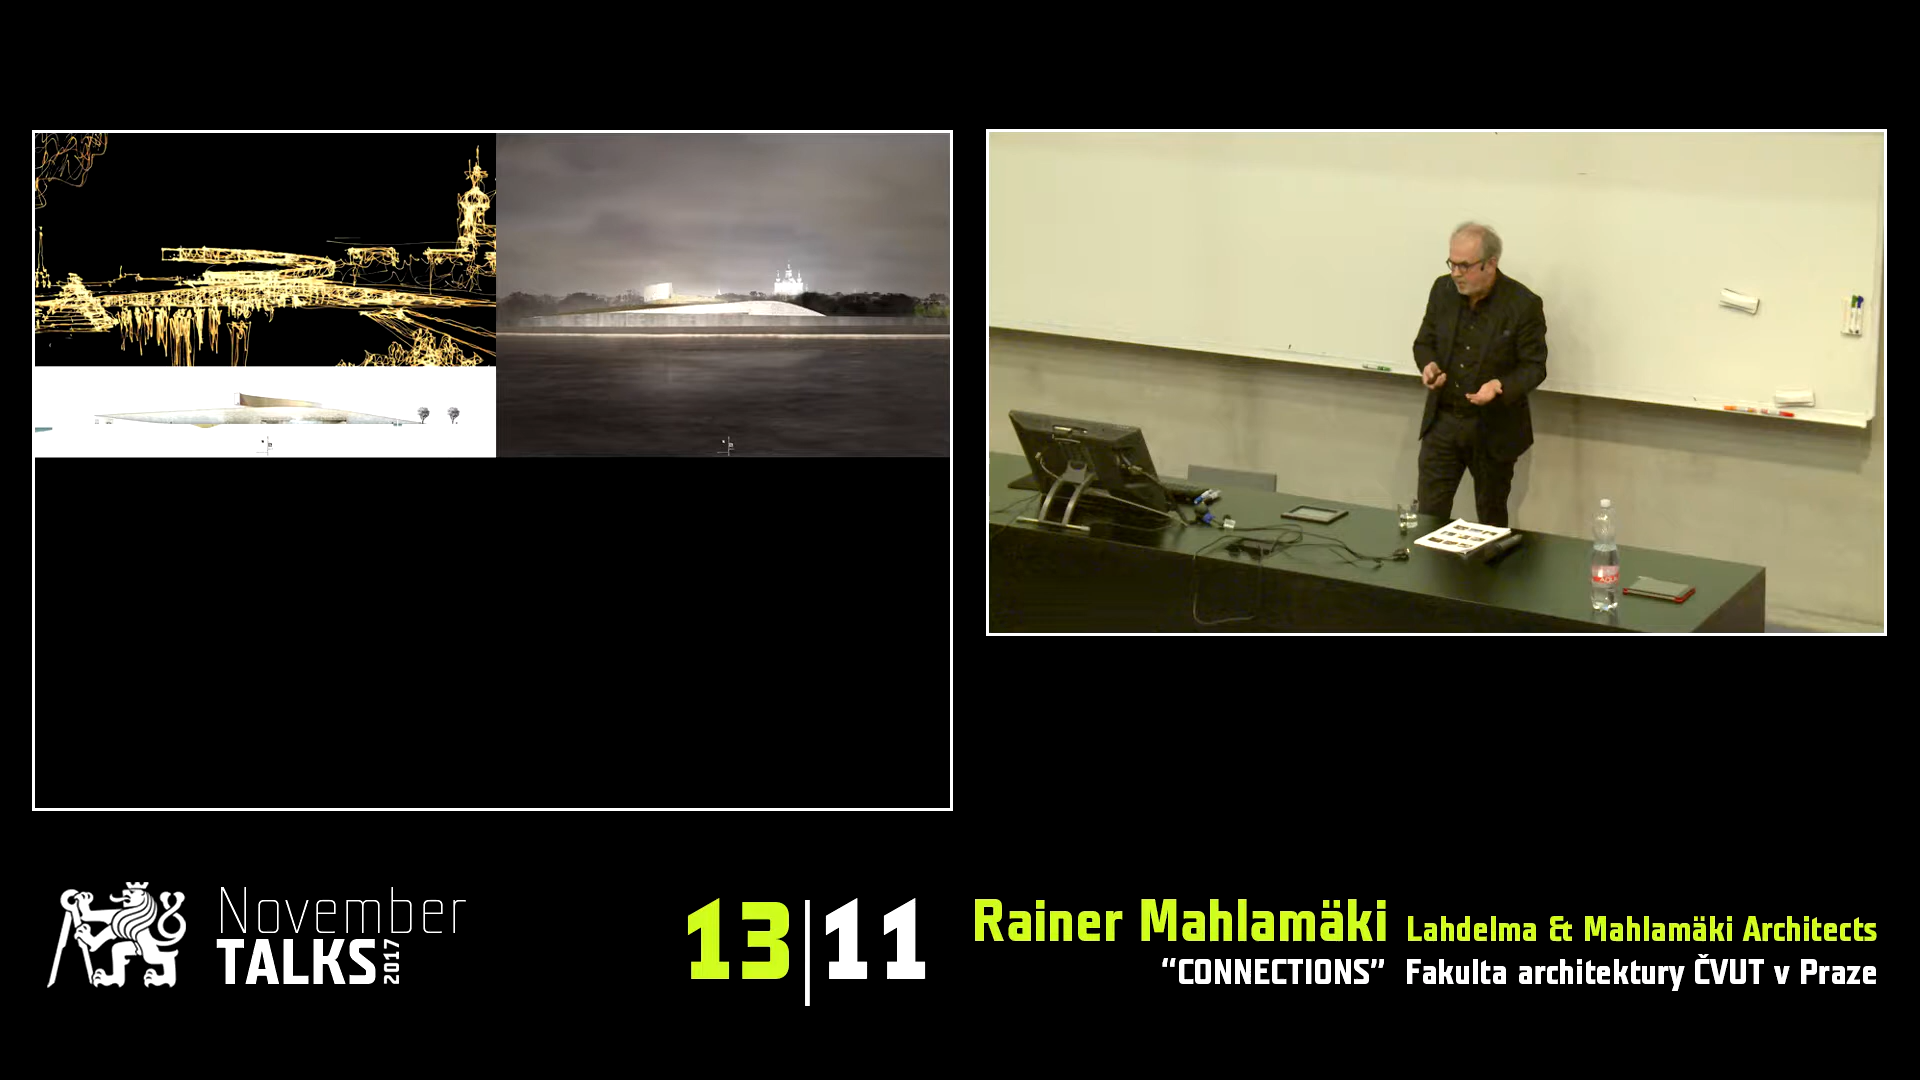 November
TALKS 2017
13|11
Rainer Mahlamäki Lahdelma & Mahlamäki Architects
“CONNECTIONS” Fakulta architektury ČVUT v Praze